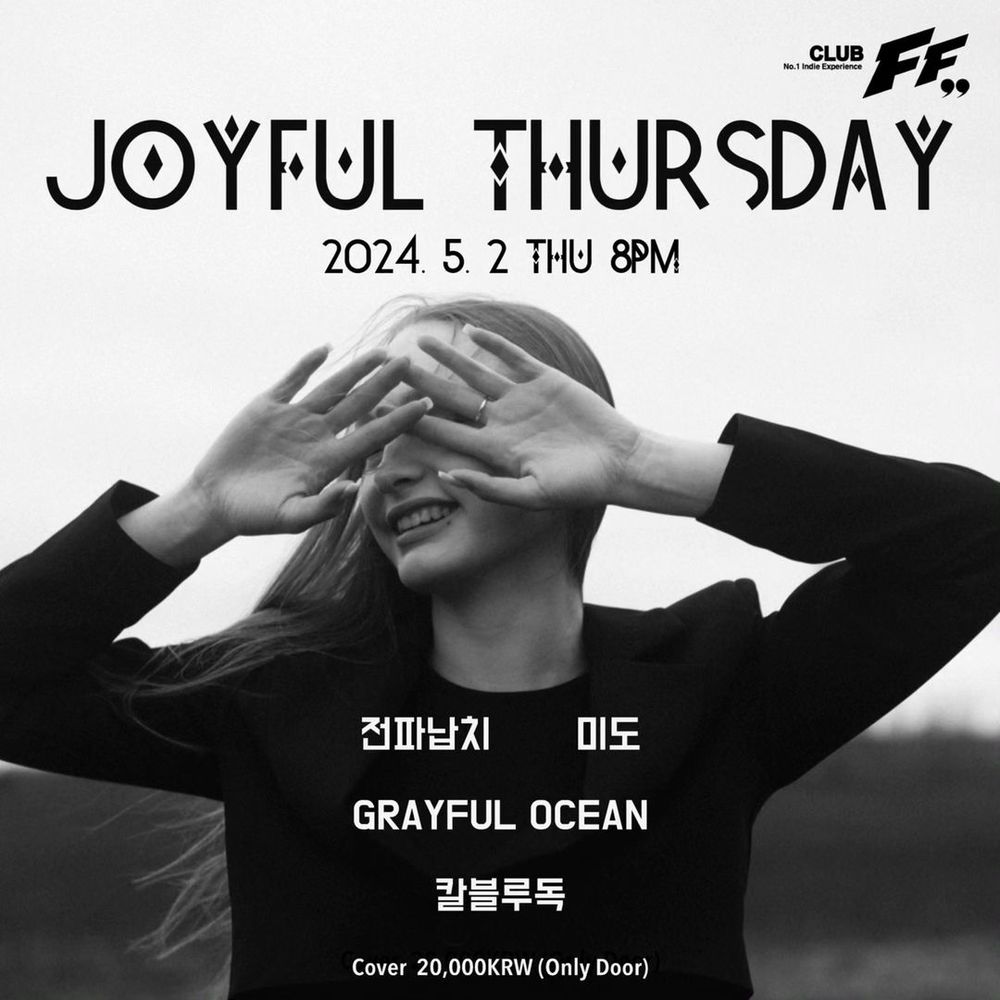 CLUB FF
No.1 Indie Experience
JOYFUL THURSDAY
2024. 5. 2 THU 8PM
전파납치 미도
GRAYFUL OCEAN
칼블루독
Cover 20,000KRW (Only Door)